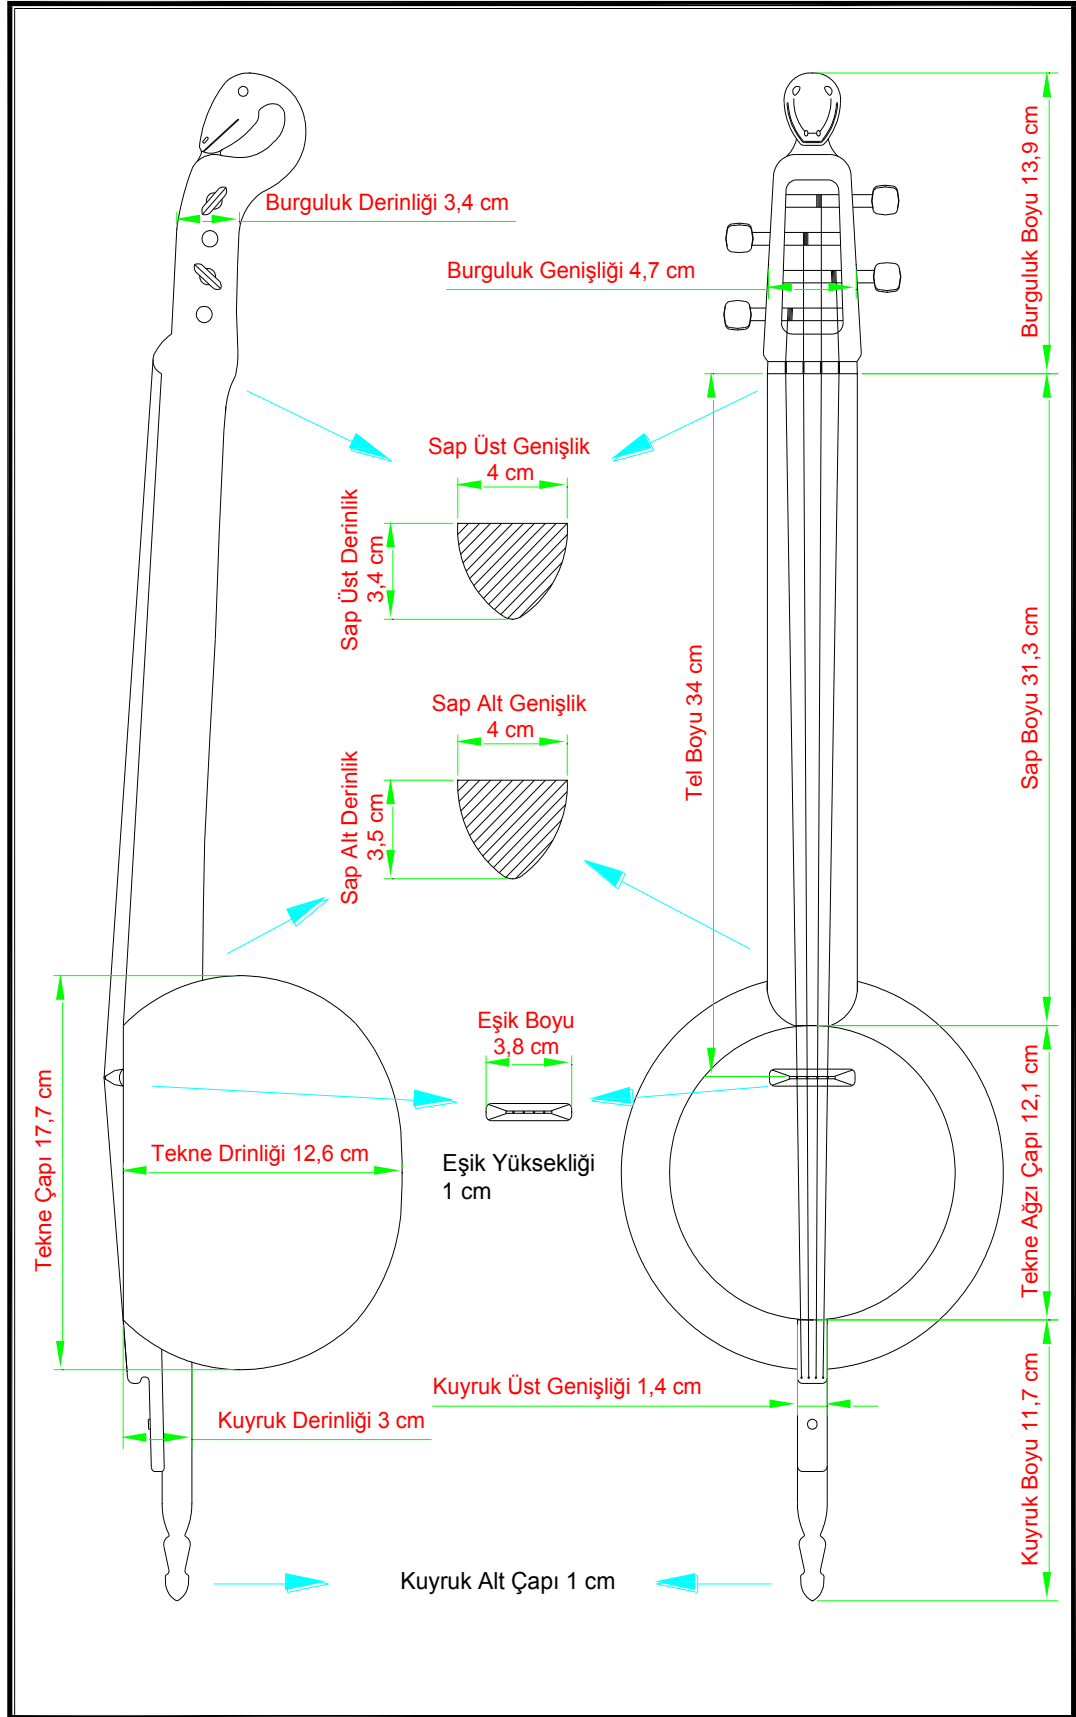 Burguluk Derinliği 3,4 cm
Burguluk Genişliği 4,7 cm
Burguluk Boyu 13,9 cm
Sap Üst Genişlik
4 cm
Sap Üst Derinlik
3,4 cm
Sap Alt Genişlik
4 cm
Sap Alt Derinlik
3,5 cm
Tel Boyu 34 cm
Sap Boyu 31,3 cm
Eşik Boyu
3,8 cm
Eşik Yüksekliği
1 cm
Tekne Çapı 17,7 cm
Tekne Drinliği 12,6 cm
Tekne Ağzı Çapı 12,1 cm
Kuyruk Üst Genişliği 1,4 cm
Kuyruk Derinliği 3 cm
Kuyruk Boyu 11,7 cm
Kuyruk Alt Çapı 1 cm